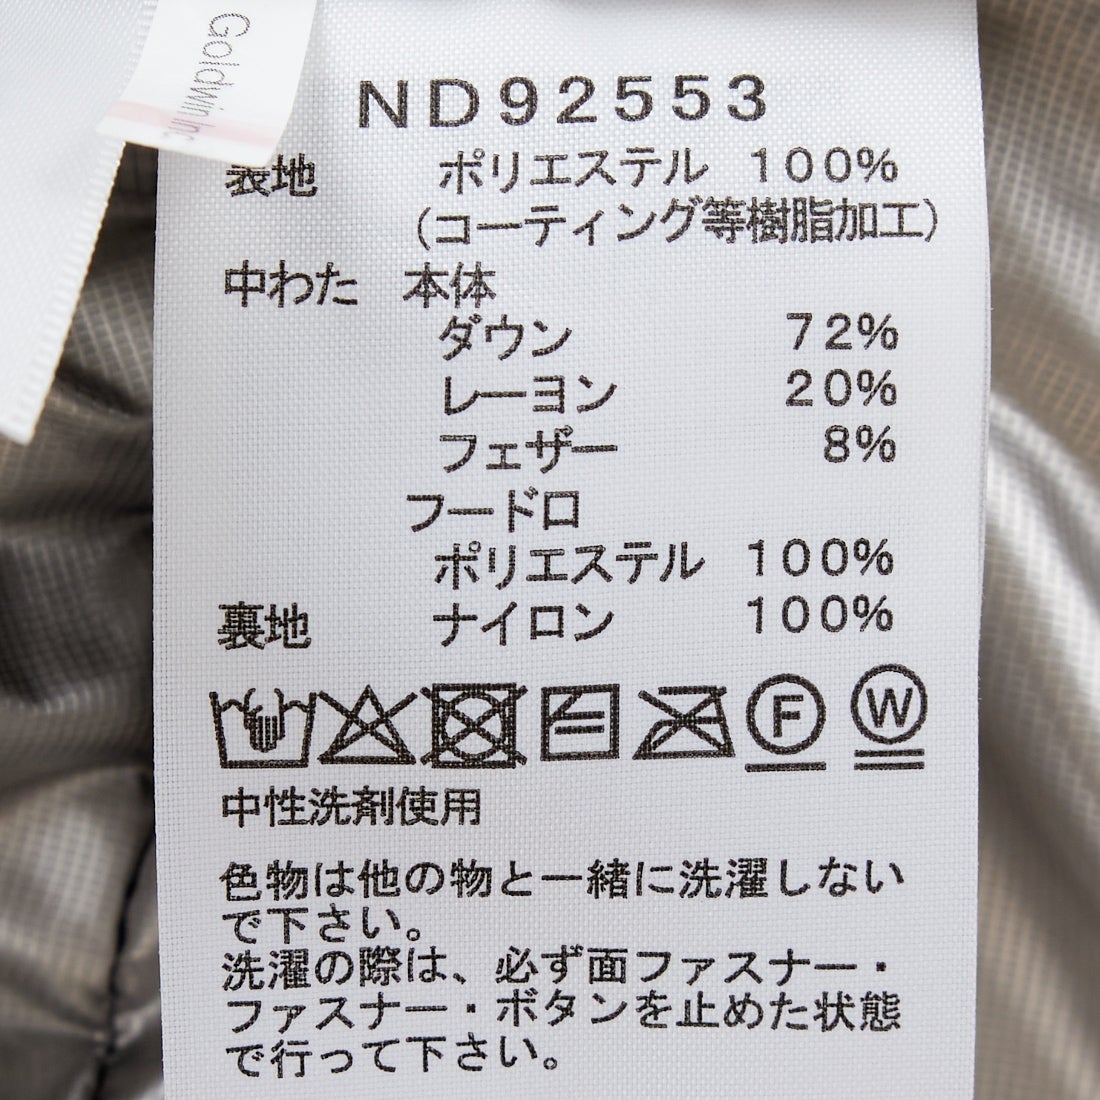 Goldwin Inc
ND92553
表地 ポリエステル 100%
(コーティング等樹脂加工)
中わた 本体
ダウン 72%
レーヨン 20%
フェザー 8%
フードロ
ポリエステル 100%
裏地 ナイロン 100%
F W
中性洗剤使用
色物は他の物と一緒に洗濯しない
で下さい。
洗濯の際は、必ず面ファスナー・
ファスナー・ボタンを止めた状態
で行って下さい。